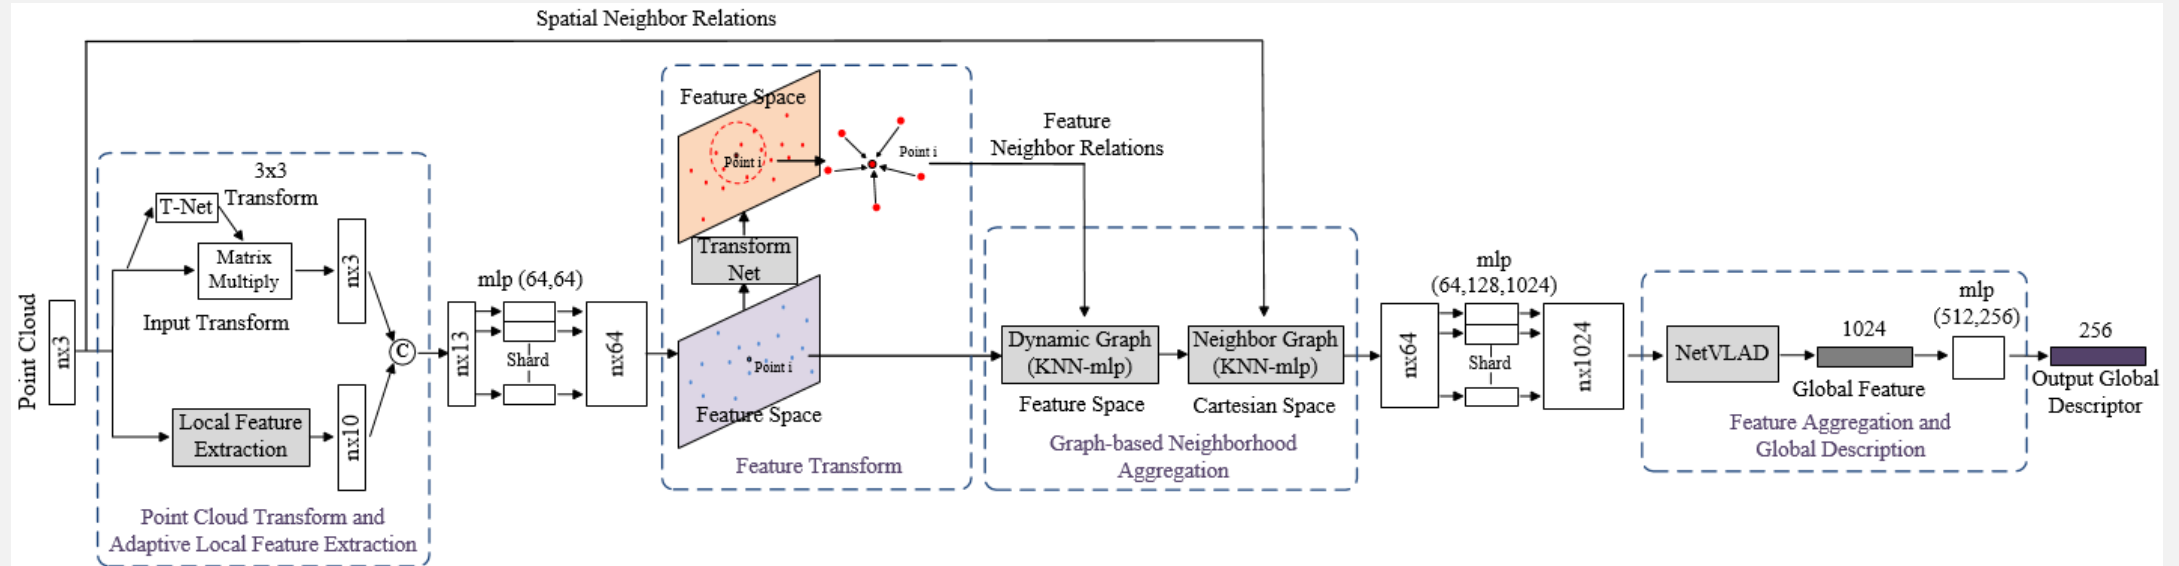 Spatial Neighbor Relations
Point Cloud
nx3
3x3
Transform
T-Net
Matrix
Multiply
Input Transform
nx3
Local Feature
Extraction
nx10
C
Point Cloud Transform and
Adaptive Local Feature Extraction
nx13
mlp (64,64)
Shard
nx64
Feature Space
Point i
Point i
Transform
Net
Point i
Feature Space
Feature Transform
Feature
Neighbor Relations
Dynamic Graph
(KNN-mlp)
Feature Space
Neighbor Graph
(KNN-mlp)
Cartesian Space
Graph-based Neighborhood
Aggregation
nx64
mlp
(64,128,1024)
Shard
nx1024
NetVLAD
1024
Global Feature
mlp
(512,256)
Feature Aggregation and
Global Description
256
Output Global
Descriptor